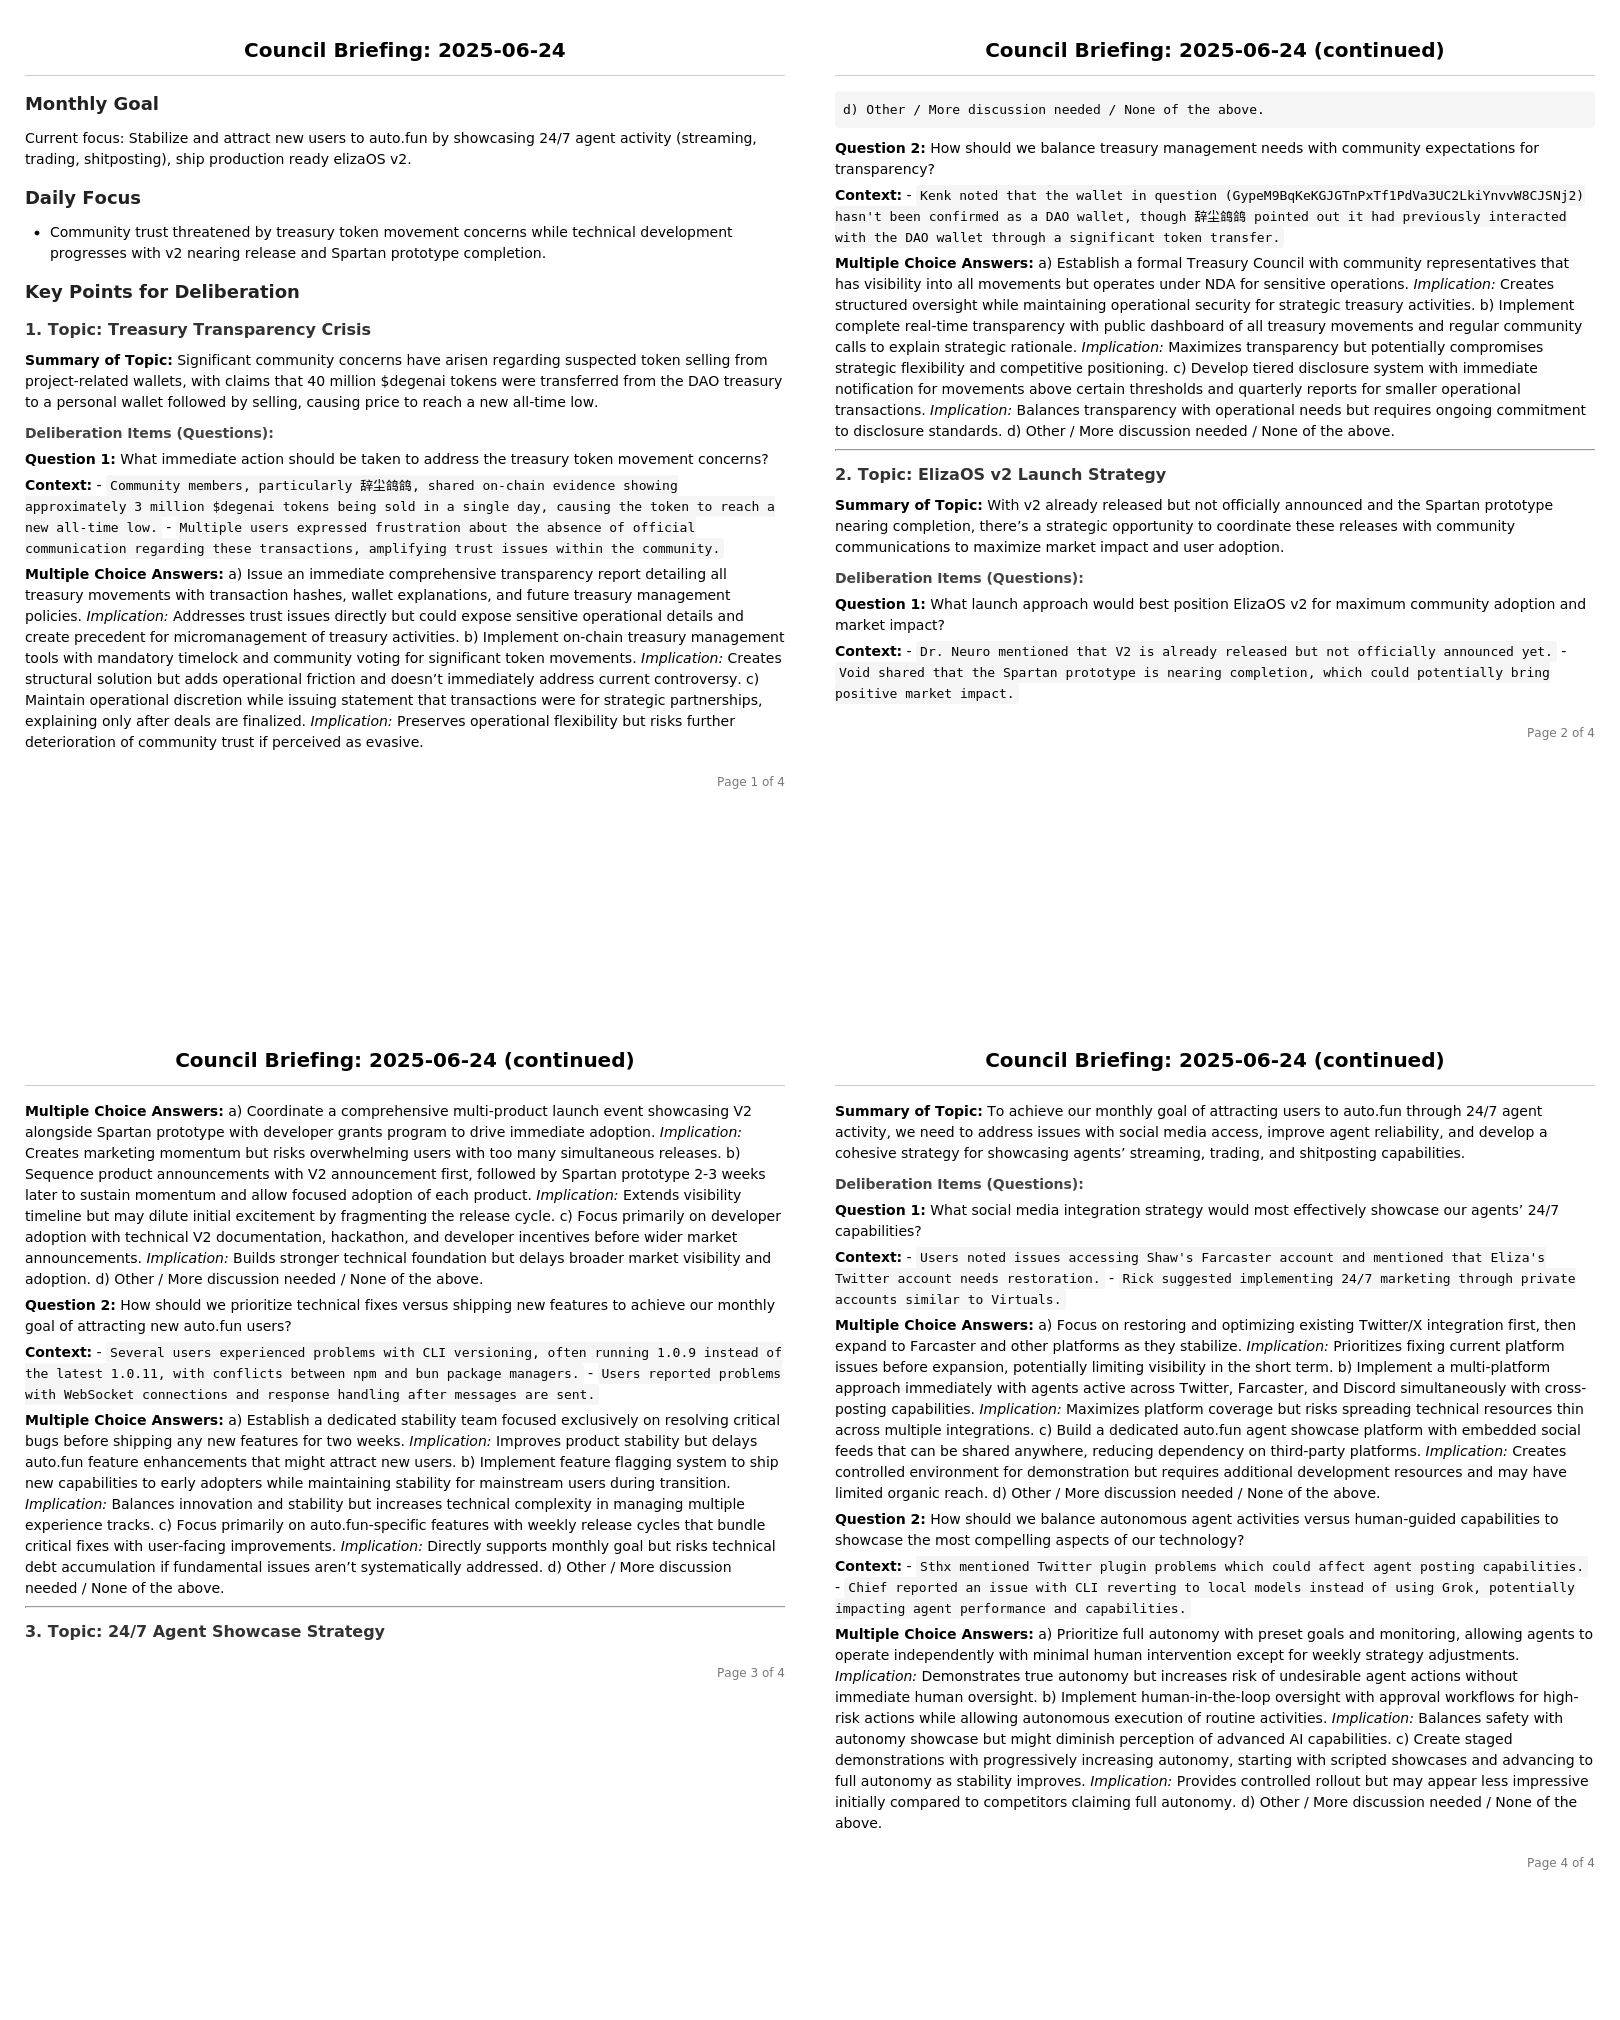 Council Briefing: 2025-06-24
Monthly Goal
Current focus: Stabilize and attract new users to auto.fun by showcasing 24/7 agent activity (streaming,
trading, shitposting), ship production ready elizaOS v2.
Daily Focus
• Community trust threatened by treasury token movement concerns while technical development
progresses with v2 nearing release and Spartan prototype completion.
Key Points for Deliberation
1. Topic: Treasury Transparency Crisis
Summary of Topic: Significant community concerns have arisen regarding suspected token selling from
project-related wallets, with claims that 40 million $degenai tokens were transferred from the DAO treasury
to a personal wallet followed by selling, causing price to reach a new all-time low.
Deliberation Items (Questions):
Question 1: What immediate action should be taken to address the treasury token movement concerns?
Context: - Community members, particularly 辞尘鸽鸽, shared on-chain evidence showing
approximately 3 million $degenai tokens being sold in a single day, causing the token to reach a
new all-time low. - Multiple users expressed frustration about the absence of official
communication regarding these transactions, amplifying trust issues within the community.
Multiple Choice Answers: a) Issue an immediate comprehensive transparency report detailing all
treasury movements with transaction hashes, wallet explanations, and future treasury management
policies. Implication: Addresses trust issues directly but could expose sensitive operational details and
create precedent for micromanagement of treasury activities. b) Implement on-chain treasury management
tools with mandatory timelock and community voting for significant token movements. Implication: Creates
structural solution but adds operational friction and doesn’t immediately address current controversy. c)
Maintain operational discretion while issuing statement that transactions were for strategic partnerships,
explaining only after deals are finalized. Implication: Preserves operational flexibility but risks further
deterioration of community trust if perceived as evasive.
Page 1 of 4
Council Briefing: 2025-06-24 (continued)
d) Other / More discussion needed / None of the above.
Question 2: How should we balance treasury management needs with community expectations for
transparency?
Context: - Kenk noted that the wallet in question (GypeM9BqKeKGJGTnPxTf1PdVa3UC2LkiYnvvW8CJSNj2)
hasn't been confirmed as a DAO wallet, though 辞尘鸽鸽 pointed out it had previously interacted
with the DAO wallet through a significant token transfer.
Multiple Choice Answers: a) Establish a formal Treasury Council with community representatives that
has visibility into all movements but operates under NDA for sensitive operations. Implication: Creates
structured oversight while maintaining operational security for strategic treasury activities. b) Implement
complete real-time transparency with public dashboard of all treasury movements and regular community
calls to explain strategic rationale. Implication: Maximizes transparency but potentially compromises
strategic flexibility and competitive positioning. c) Develop tiered disclosure system with immediate
notification for movements above certain thresholds and quarterly reports for smaller operational
transactions. Implication: Balances transparency with operational needs but requires ongoing commitment
to disclosure standards. d) Other / More discussion needed / None of the above.
2. Topic: ElizaOS v2 Launch Strategy
Summary of Topic: With v2 already released but not officially announced and the Spartan prototype
nearing completion, there’s a strategic opportunity to coordinate these releases with community
communications to maximize market impact and user adoption.
Deliberation Items (Questions):
Question 1: What launch approach would best position ElizaOS v2 for maximum community adoption and
market impact?
Context: - Dr. Neuro mentioned that V2 is already released but not officially announced yet. -
Void shared that the Spartan prototype is nearing completion, which could potentially bring
positive market impact.
Page 2 of 4
Council Briefing: 2025-06-24 (continued)
Multiple Choice Answers: a) Coordinate a comprehensive multi-product launch event showcasing V2
alongside Spartan prototype with developer grants program to drive immediate adoption. Implication:
Creates marketing momentum but risks overwhelming users with too many simultaneous releases. b)
Sequence product announcements with V2 announcement first, followed by Spartan prototype 2-3 weeks
later to sustain momentum and allow focused adoption of each product. Implication: Extends visibility
timeline but may dilute initial excitement by fragmenting the release cycle. c) Focus primarily on developer
adoption with technical V2 documentation, hackathon, and developer incentives before wider market
announcements. Implication: Builds stronger technical foundation but delays broader market visibility and
adoption. d) Other / More discussion needed / None of the above.
Question 2: How should we prioritize technical fixes versus shipping new features to achieve our monthly
goal of attracting new auto.fun users?
Context: - Several users experienced problems with CLI versioning, often running 1.0.9 instead of
the latest 1.0.11, with conflicts between npm and bun package managers. - Users reported problems
with WebSocket connections and response handling after messages are sent.
Multiple Choice Answers: a) Establish a dedicated stability team focused exclusively on resolving critical
bugs before shipping any new features for two weeks. Implication: Improves product stability but delays
auto.fun feature enhancements that might attract new users. b) Implement feature flagging system to ship
new capabilities to early adopters while maintaining stability for mainstream users during transition.
Implication: Balances innovation and stability but increases technical complexity in managing multiple
experience tracks. c) Focus primarily on auto.fun-specific features with weekly release cycles that bundle
critical fixes with user-facing improvements. Implication: Directly supports monthly goal but risks technical
debt accumulation if fundamental issues aren’t systematically addressed. d) Other / More discussion
needed / None of the above.
3. Topic: 24/7 Agent Showcase Strategy
Page 3 of 4
Council Briefing: 2025-06-24 (continued)
Summary of Topic: To achieve our monthly goal of attracting users to auto.fun through 24/7 agent
activity, we need to address issues with social media access, improve agent reliability, and develop a
cohesive strategy for showcasing agents’ streaming, trading, and shitposting capabilities.
Deliberation Items (Questions):
Question 1: What social media integration strategy would most effectively showcase our agents’ 24/7
capabilities?
Context: - Users noted issues accessing Shaw's Farcaster account and mentioned that Eliza's
Twitter account needs restoration. - Rick suggested implementing 24/7 marketing through private
accounts similar to Virtuals.
Multiple Choice Answers: a) Focus on restoring and optimizing existing Twitter/X integration first, then
expand to Farcaster and other platforms as they stabilize. Implication: Prioritizes fixing current platform
issues before expansion, potentially limiting visibility in the short term. b) Implement a multi-platform
approach immediately with agents active across Twitter, Farcaster, and Discord simultaneously with cross-
posting capabilities. Implication: Maximizes platform coverage but risks spreading technical resources thin
across multiple integrations. c) Build a dedicated auto.fun agent showcase platform with embedded social
feeds that can be shared anywhere, reducing dependency on third-party platforms. Implication: Creates
controlled environment for demonstration but requires additional development resources and may have
limited organic reach. d) Other / More discussion needed / None of the above.
Question 2: How should we balance autonomous agent activities versus human-guided capabilities to
showcase the most compelling aspects of our technology?
Context: - Sthx mentioned Twitter plugin problems which could affect agent posting capabilities.
- Chief reported an issue with CLI reverting to local models instead of using Grok, potentially
impacting agent performance and capabilities.
Multiple Choice Answers: a) Prioritize full autonomy with preset goals and monitoring, allowing agents to
operate independently with minimal human intervention except for weekly strategy adjustments.
Implication: Demonstrates true autonomy but increases risk of undesirable agent actions without
immediate human oversight. b) Implement human-in-the-loop oversight with approval workflows for high-
risk actions while allowing autonomous execution of routine activities. Implication: Balances safety with
autonomy showcase but might diminish perception of advanced AI capabilities. c) Create staged
demonstrations with progressively increasing autonomy, starting with scripted showcases and advancing to
full autonomy as stability improves. Implication: Provides controlled rollout but may appear less impressive
initially compared to competitors claiming full autonomy. d) Other / More discussion needed / None of the
above.
Page 4 of 4